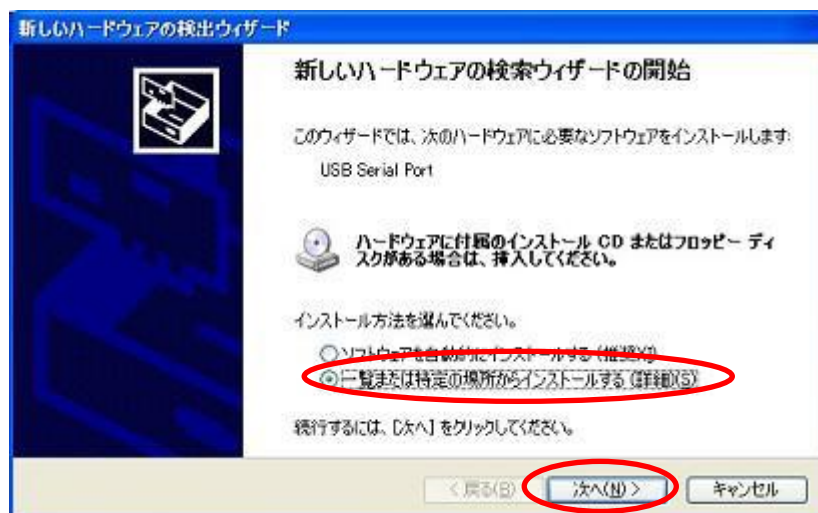 新しいハードウェアの検出ウィザード
新しいハードウェアの検索ウィザードの開始
このウィザードでは、次のハードウェアに必要なソフトウェアをインストールします:
USB Serial Port
ハードウェアに付属のインストール CD またはフロッピー ディ
スクがある場合は、挿入してください。
インストール方法を選んでください。
ソフトウェアを自動的にインストールする (推奨)(I)
一覧または特定の場所からインストールする (詳細)(S)
続行するには、[次へ] をクリックしてください。
< 戻る(B)
次へ(N) >
キャンセル